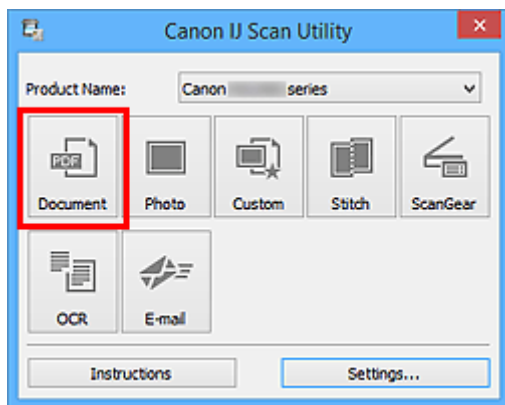 Canon IJ Scan Utility
Product Name: Canon series
PDF
Document Photo Custom Stitch ScanGear
OCR E-mail
Instructions Settings...